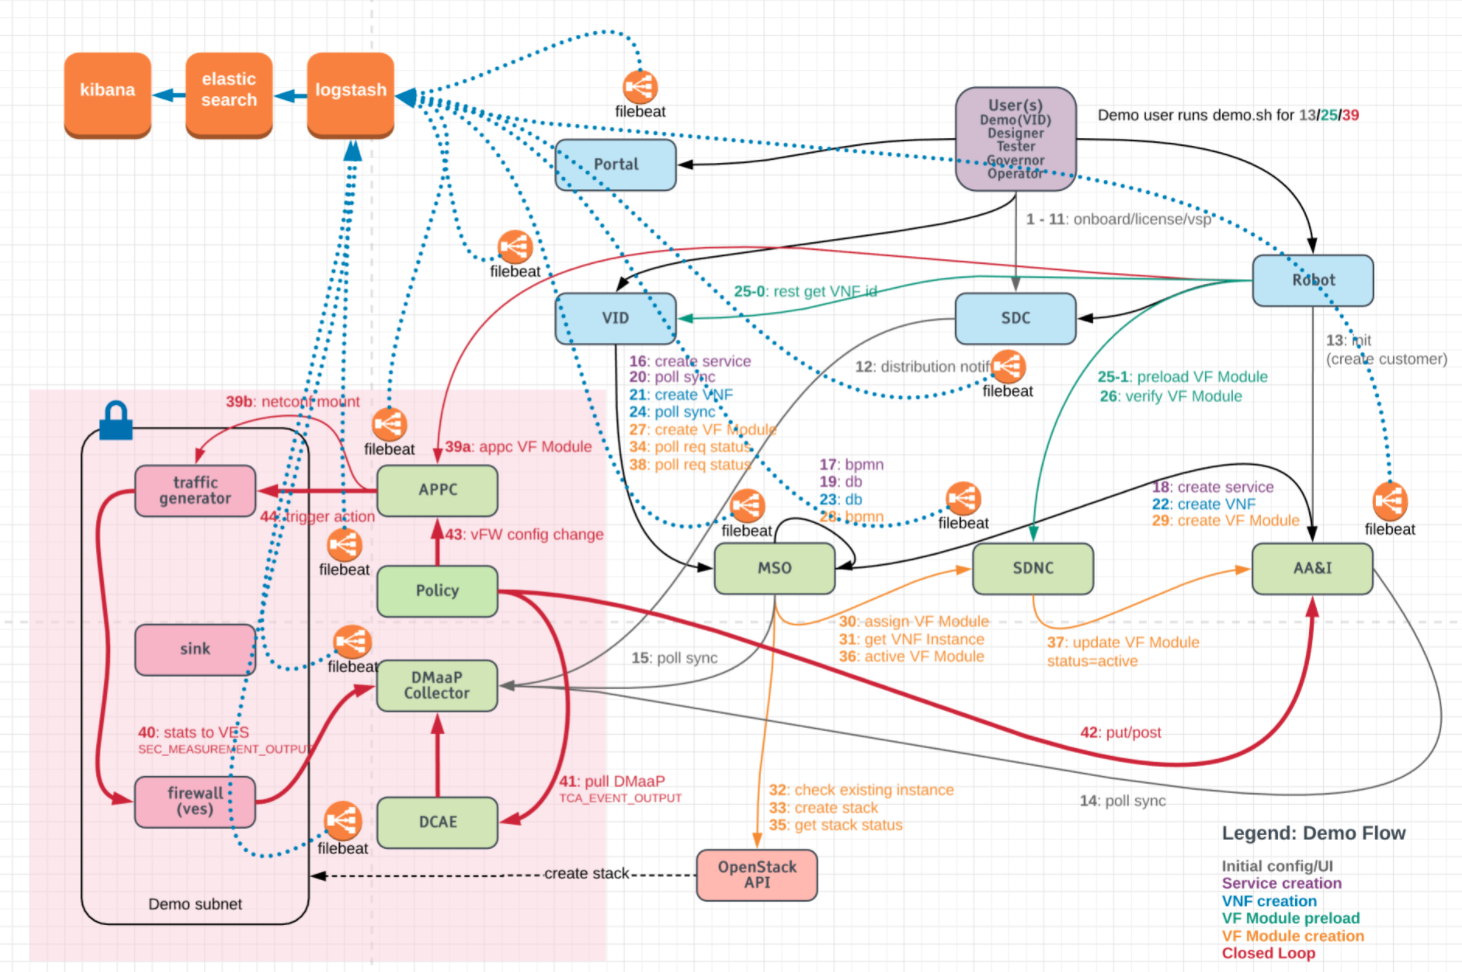 kibana
elastic
search
logstash
filebeat
Portal
User(s)
Demo(VID)
Designer
Tester
Governor
Operator
Demo user runs demo.sh for 13/25/39
1 - 11: onboard/license/vsp
filebeat
Robot
25-0: rest get VNF id
VID
SDC
13: init
(create customer)
16: create service
20: poll sync
21: create VNF
24: poll sync
27: create VF Module
34: poll req status
38: poll req status
12: distribution notif
filebeat
25-1: preload VF Module
26: verify VF Module
39b: netconf mount
filebeat
39a: appc VF Module
17: bpmn
19: db
23: db
28: bpmn
traffic
generator
APPC
18: create service
22: create VNF
29: create VF Module
filebeat
filebeat
filebeat
44: trigger action
43: vFW config change
filebeat
MSO
SDNC
AA&I
Policy
30: assign VF Module
31: get VNF Instance
36: active VF Module
37: update VF Module
status=active
sink
filebeat
15: poll sync
DMaaP
Collector
40: stats to VES
SEC_MEASUREMENT_OUTPUT
42: put/post
41: pull DMaaP
TCA_EVENT_OUTPUT
32: check existing instance
33: create stack
35: get stack status
14: poll sync
firewall
(ves)
filebeat
DCAE
OpenStack
API
create stack
Demo subnet
Legend: Demo Flow
Initial config/UI
Service creation
VNF creation
VF Module preload
VF Module creation
Closed Loop